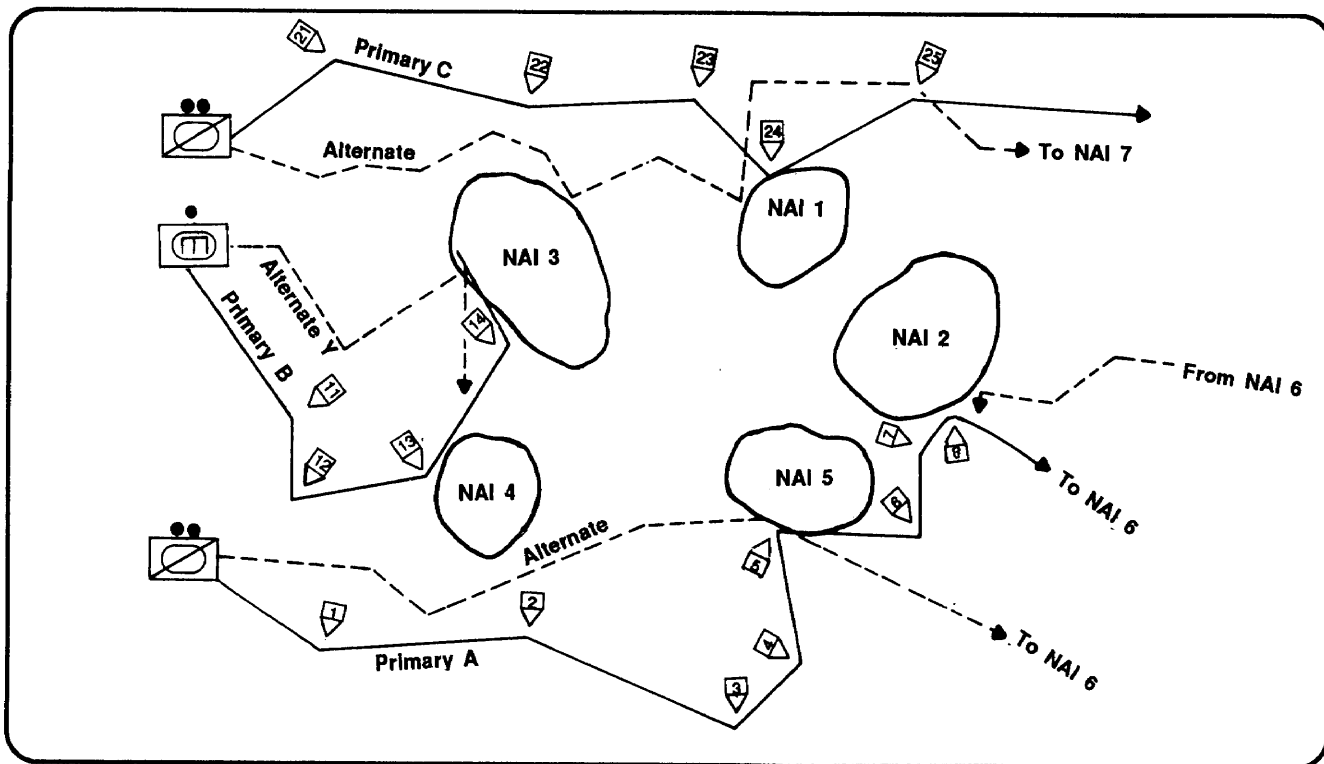 21
Primary C
22
23
25
24
Alternate
To NAI 7
NAI 1
NAI 3
Alternate Y
Primary B
14
NAI 2
From NAI 6
11
13
12
7
8
NAI 4
NAI 5
6
To NAI 6
Alternate
5
1
2
4
To NAI 6
Primary A
3